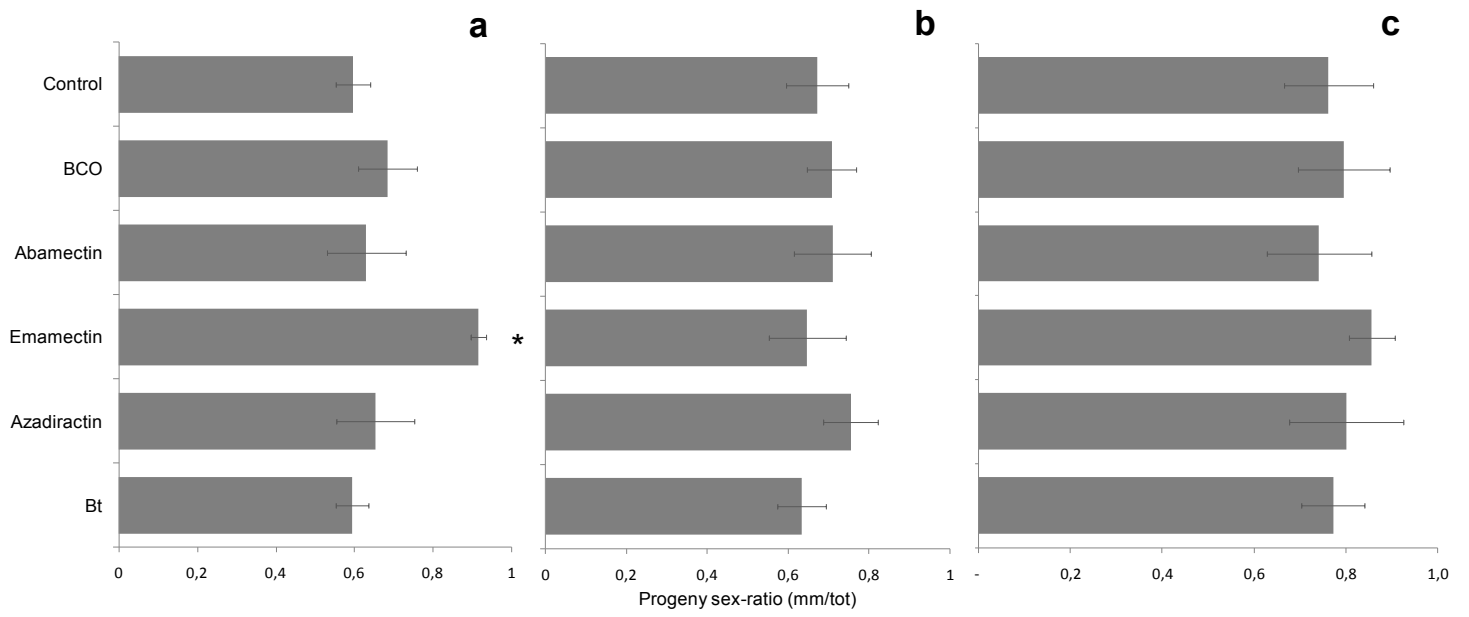 a
b
c
Control
BCO
Abamectin
Emamectin
*
Azadiractin
Bt
0 0,2 0,4 0,6 0,8 1
0 0,2 0,4 0,6 0,8 1
- 0,2 0,4 0,6 0,8 1,0
Progeny sex-ratio (mm/tot)